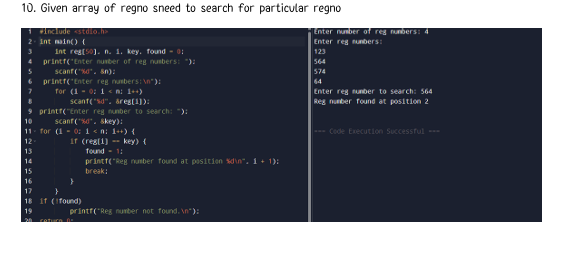 10. Given array of regno sneed to search for particular regno
1 #include <stdio.h>
2 int main() {
3 int reg[50], n, i, key, found = 0;
4 printf("Enter number of reg numbers: ");
5 scanf("%d", &n);
6 printf("Enter reg numbers:\n");
7 for (i = 0; i < n; i++)
8 scanf("%d", &reg[i]);
9 printf("Enter reg number to search: ");
10 scanf("%d", &key);
11 for (i = 0; i < n; i++) {
12 if (reg[i] == key) {
13 found = 1;
14 printf("Reg number found at position %d\n", i + 1);
15 break;
16 }
17 }
18 if (!found)
19 printf("Reg number not found.\n");
20 return 0;
Enter number of reg numbers: 4
Enter reg numbers:
123
564
574
64
Enter reg number to search: 564
Reg number found at position 2
=== Code Execution Successful ===